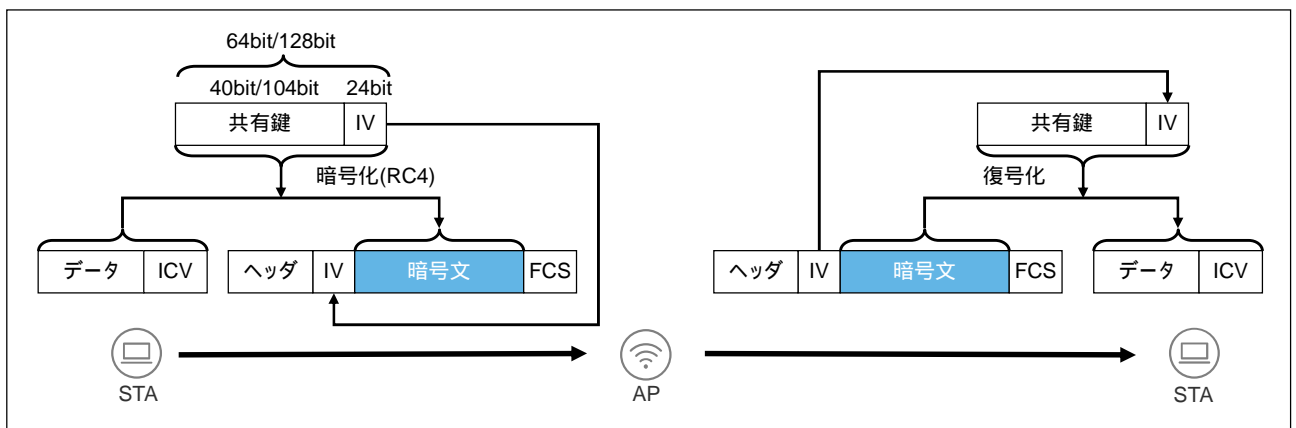 64bit/128bit
40bit/104bit 24bit
共有鍵 IV
暗号化(RC4)
データ ICV
ヘッダ IV 暗号文 FCS
STA
AP
共有鍵 IV
復号化
ヘッダ IV 暗号文 FCS
データ ICV
STA